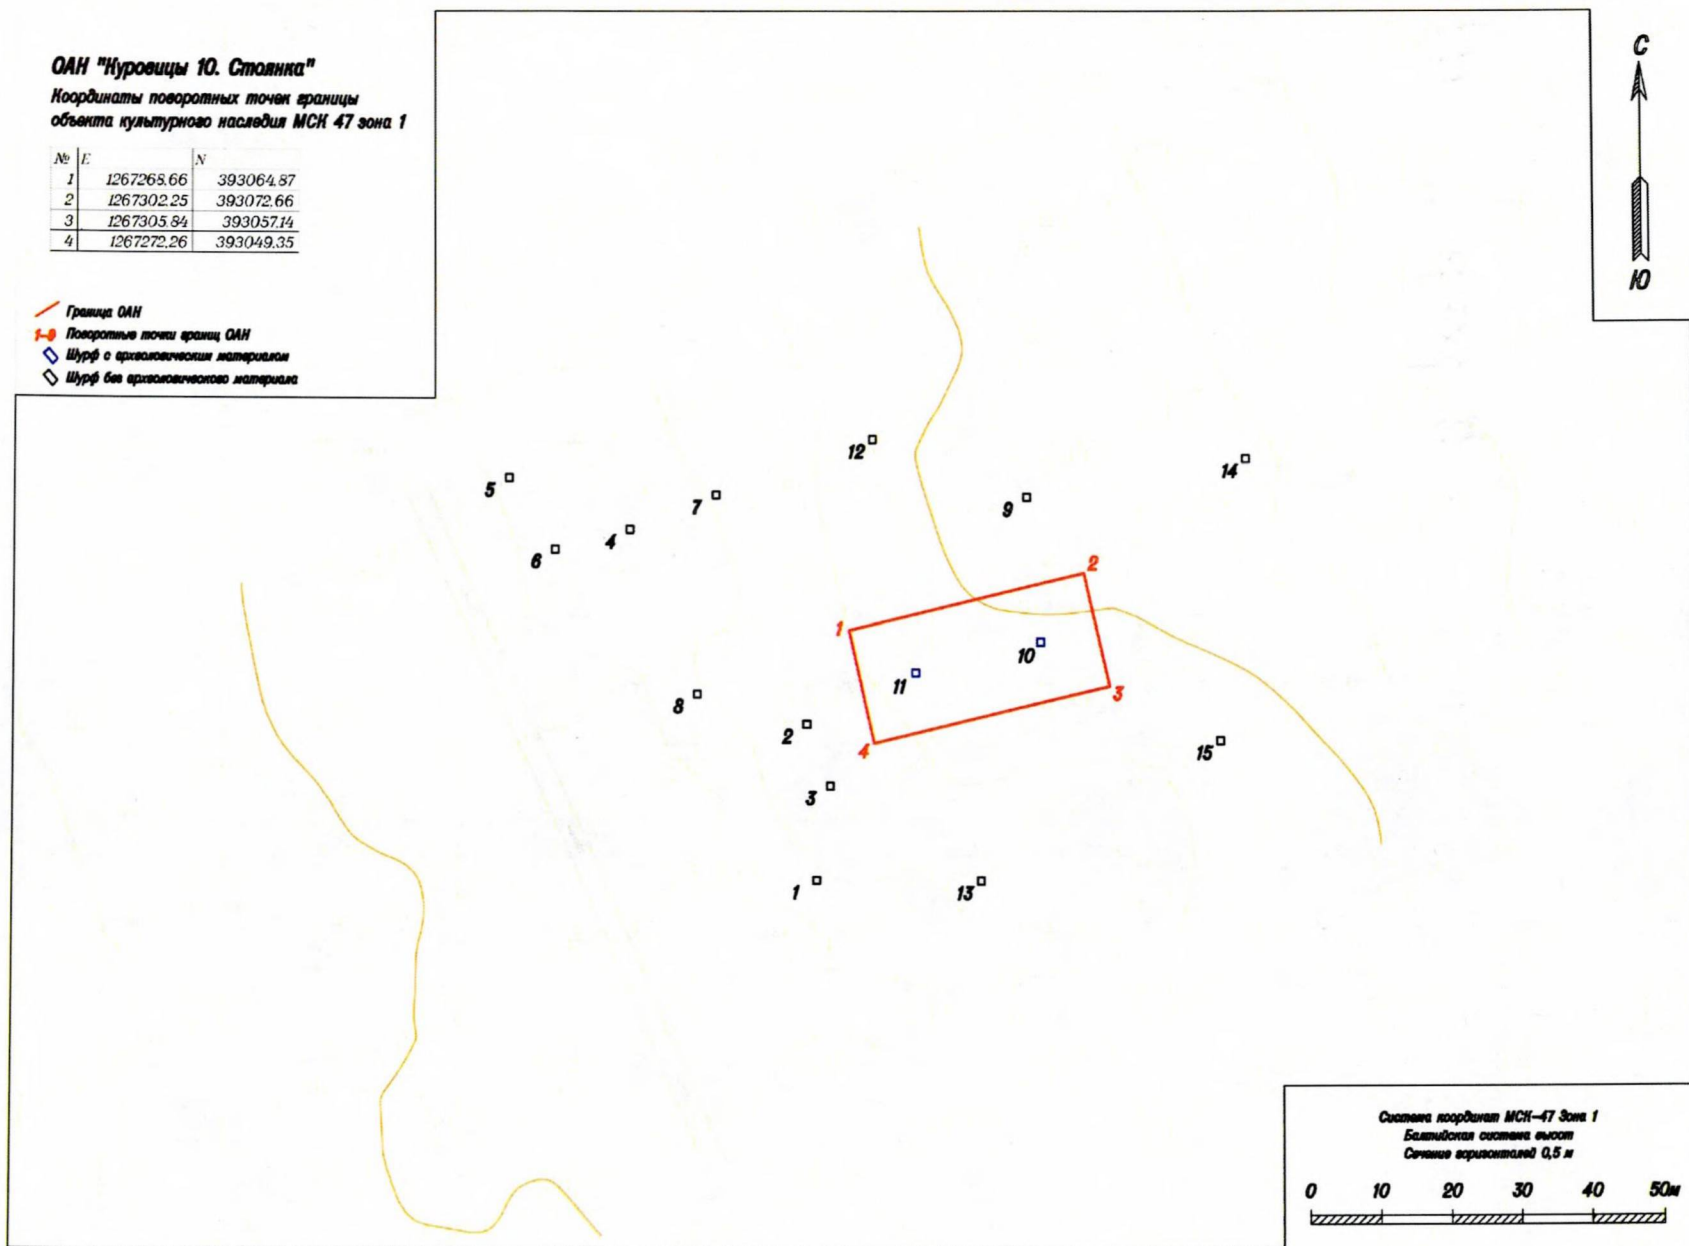 ОАН "Куровицы 10. Стоянка"
Координаты поворотных точек границы
объекта культурного наследия МСК 47 зона 1
№ E N
1 1267268.66 393064.87
2 1267302.25 393072.66
3 1267305.84 393057.14
4 1267272.26 393049.35
Граница ОАН
1-9 Поворотные точки границ ОАН
Шурф с археологическим материалом
Шурф без археологического материала
С
Ю
12
14
5
7
9
4
6
2
1
10
11
3
8
2
4
15
3
1
13
Система координат МСК-47 Зона 1
Балтийская система высот
Сечение горизонталей 0,5 м
0 10 20 30 40 50м